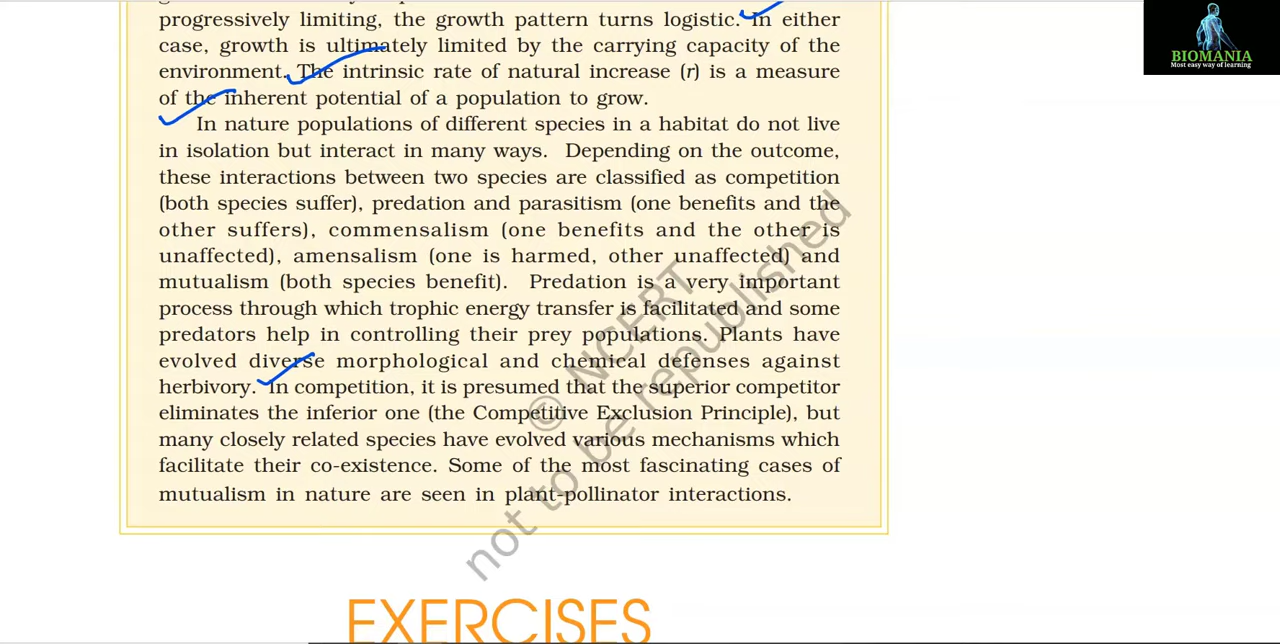 progressively limiting, the growth pattern turns logistic. In either
case, growth is ultimately limited by the carrying capacity of the
environment. The intrinsic rate of natural increase (r) is a measure
of the inherent potential of a population to grow.
In nature populations of different species in a habitat do not live
in isolation but interact in many ways. Depending on the outcome,
these interactions between two species are classified as competition
(both species suffer), predation and parasitism (one benefits and the
other suffers), commensalism (one benefits and the other is
unaffected), amensalism (one is harmed, other unaffected) and
mutualism (both species benefit). Predation is a very important
process through which trophic energy transfer is facilitated and some
predators help in controlling their prey populations. Plants have
evolved diverse morphological and chemical defenses against
herbivory. In competition, it is presumed that the superior competitor
eliminates the inferior one (the Competitive Exclusion Principle), but
many closely related species have evolved various mechanisms which
facilitate their co-existence. Some of the most fascinating cases of
mutualism in nature are seen in plant-pollinator interactions.
© NCERT
not to be republished
EXERCISES
BIOMANIA
Most easy way of learning